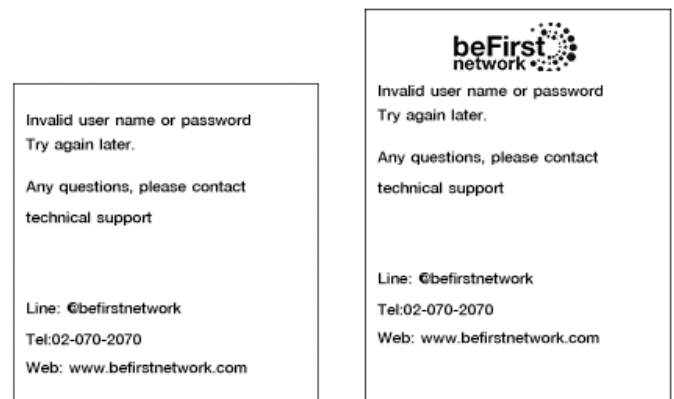 Invalid user name or password
Try again later.
Any questions, please contact
technical support
Line: @befirstnetwork
Tel:02-070-2070
Web: www.befirstnetwork.com
beFirst
network
Invalid user name or password
Try again later.
Any questions, please contact
technical support
Line: @befirstnetwork
Tel:02-070-2070
Web: www.befirstnetwork.com